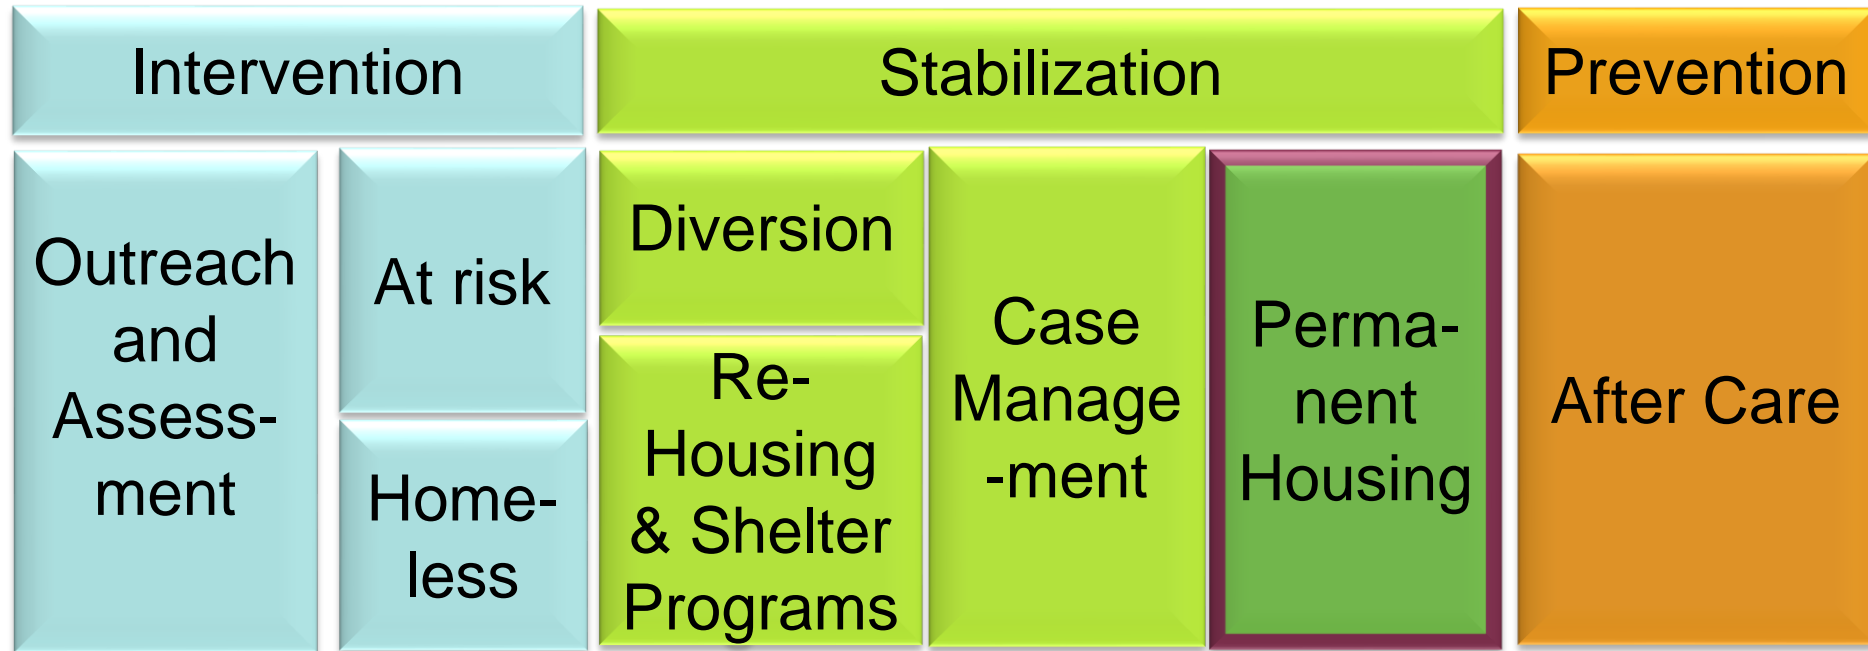 Intervention
Stabilization
Prevention
Outreach
and
Assess-
ment
At risk
Home-
less
Diversion
Re-
Housing
& Shelter
Programs
Case
Manage
-ment
Perma-
nent
Housing
After Care